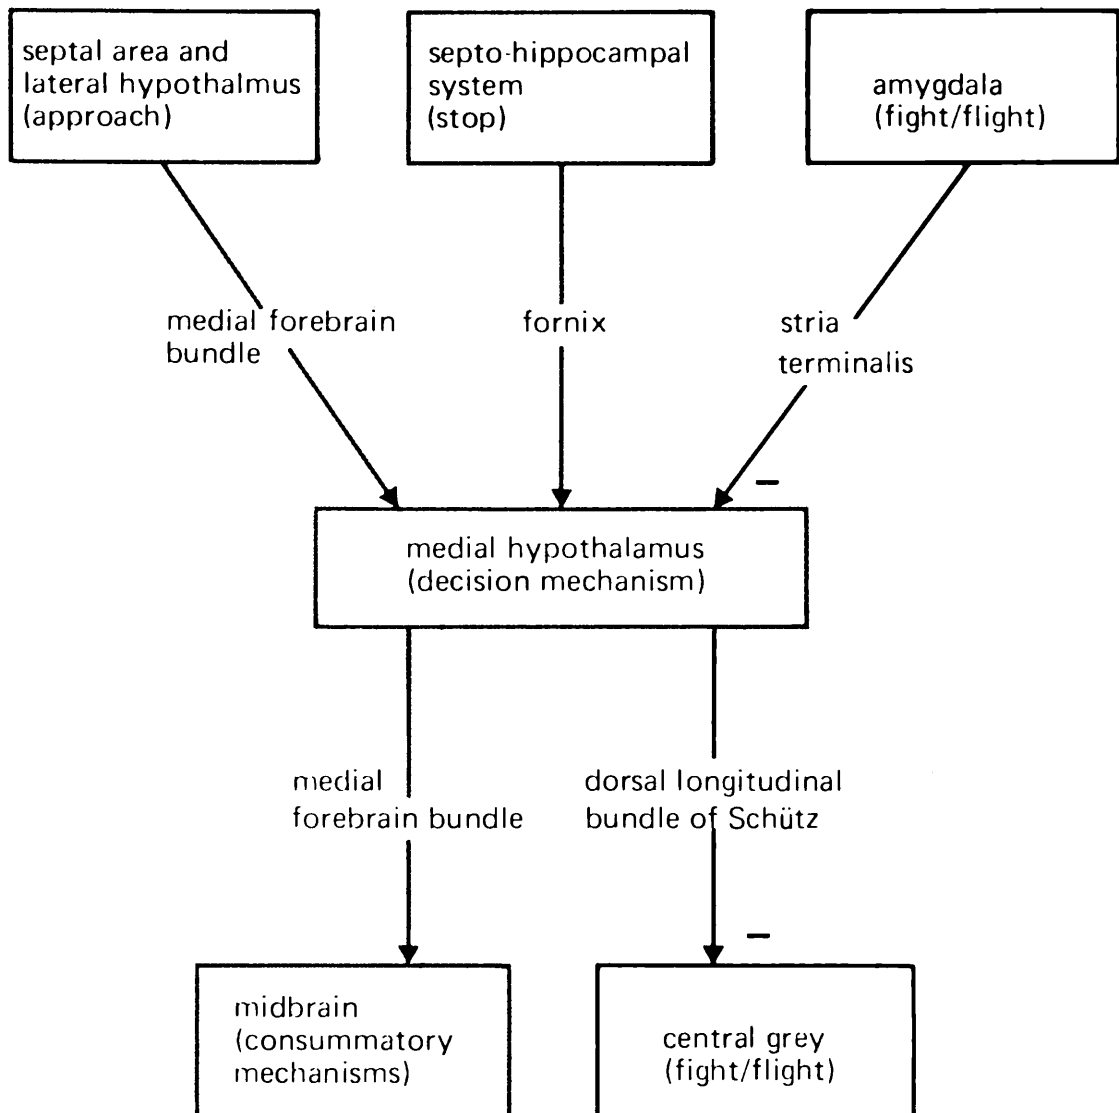 septal area and
lateral hypothalmus
(approach)
septo-hippocampal
system
(stop)
amygdala
(fight/flight)
medial forebrain
bundle
fornix
stria
terminalis
–
medial hypothalamus
(decision mechanism)
medial
forebrain bundle
dorsal longitudinal
bundle of Schütz
–
midbrain
(consummatory
mechanisms)
central grey
(fight/flight)